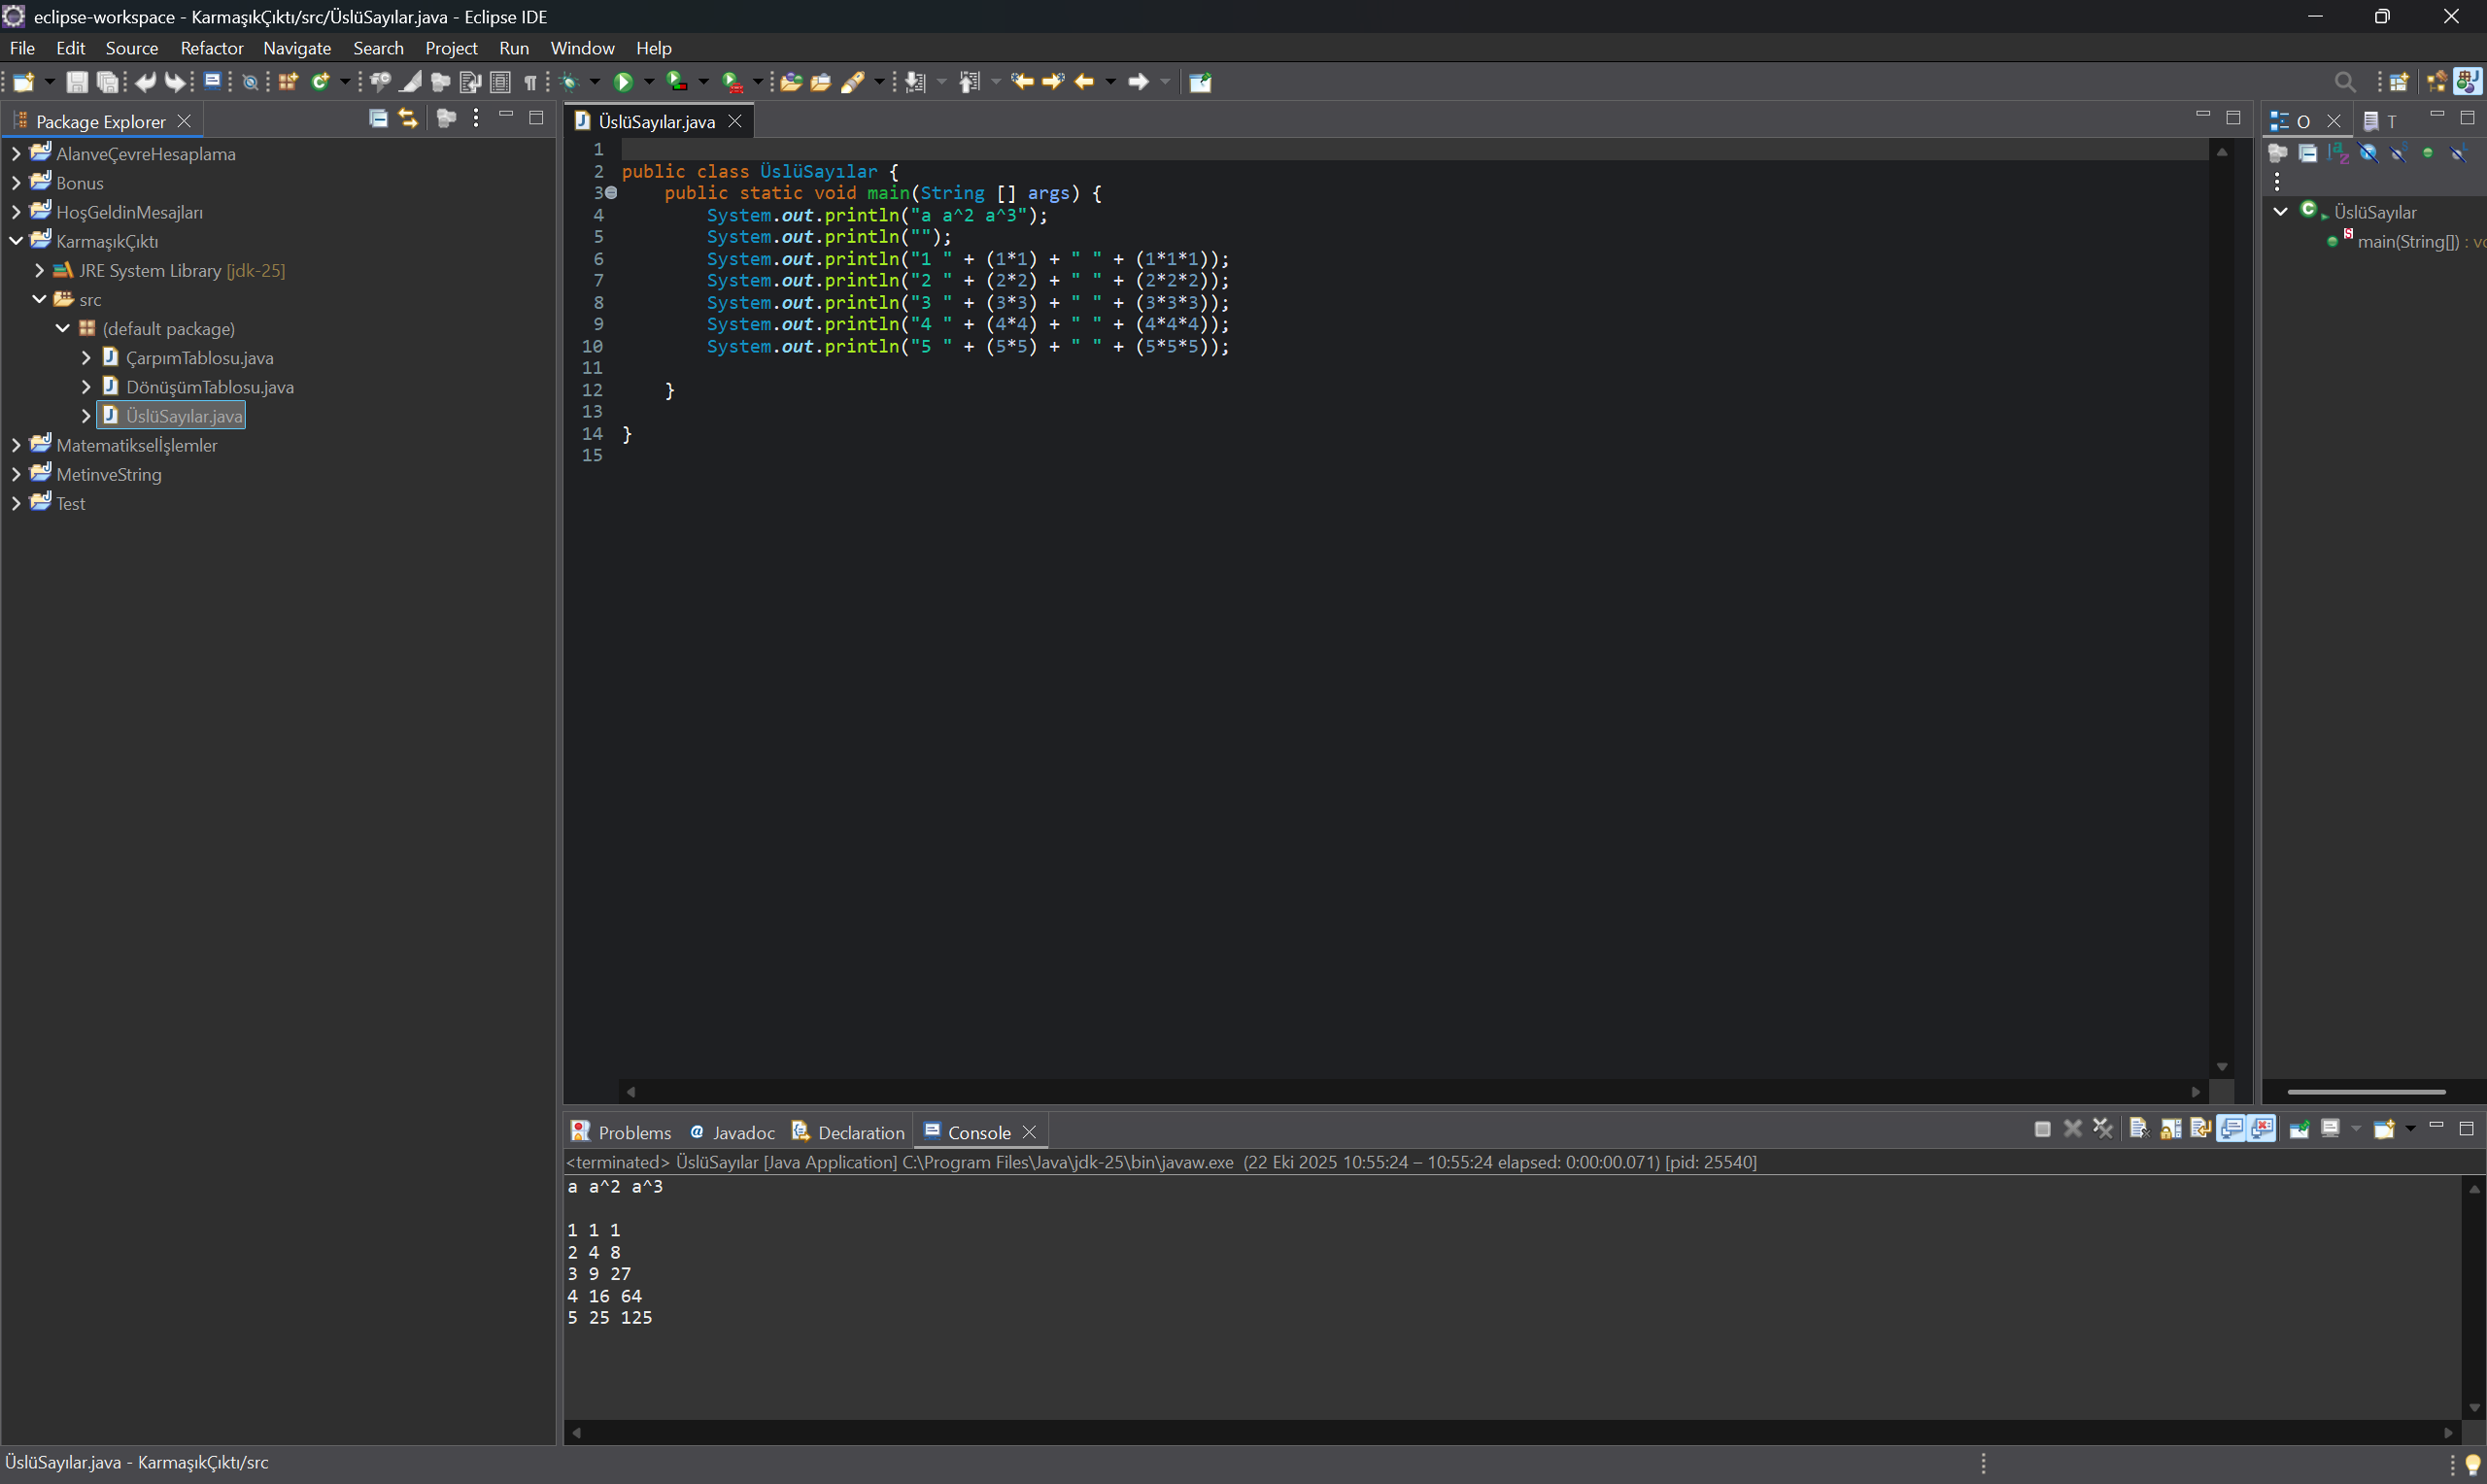 eclipse-workspace - KarmaşıkÇıktı/src/ÜslüSayılar.java - Eclipse IDE
File Edit Source Refactor Navigate Search Project Run Window Help
Package Explorer
AlanveÇevreHesaplama
Bonus
HoşGeldinMesajları
KarmaşıkÇıktı
JRE System Library [jdk-25]
src
(default package)
ÇarpımTablosu.java
DönüşümTablosu.java
ÜslüSayılar.java
Matematikselİşlemler
MetinveString
Test
ÜslüSayılar.java
1
2 public class ÜslüSayılar {
3 public static void main(String [] args) {
4 System.out.println("a a^2 a^3");
5 System.out.println("");
6 System.out.println("1 " + (1*1) + " " + (1*1*1));
7 System.out.println("2 " + (2*2) + " " + (2*2*2));
8 System.out.println("3 " + (3*3) + " " + (3*3*3));
9 System.out.println("4 " + (4*4) + " " + (4*4*4));
10 System.out.println("5 " + (5*5) + " " + (5*5*5));
11
12 }
13
14 }
15
O T
ÜslüSayılar
main(String[]) : vo
Problems Javadoc Declaration Console
<terminated> ÜslüSayılar [Java Application] C:\Program Files\Java\jdk-25\bin\javaw.exe (22 Eki 2025 10:55:24 – 10:55:24 elapsed: 0:00:00.071) [pid: 25540]
a a^2 a^3
1 1 1
2 4 8
3 9 27
4 16 64
5 25 125
ÜslüSayılar.java - KarmaşıkÇıktı/src